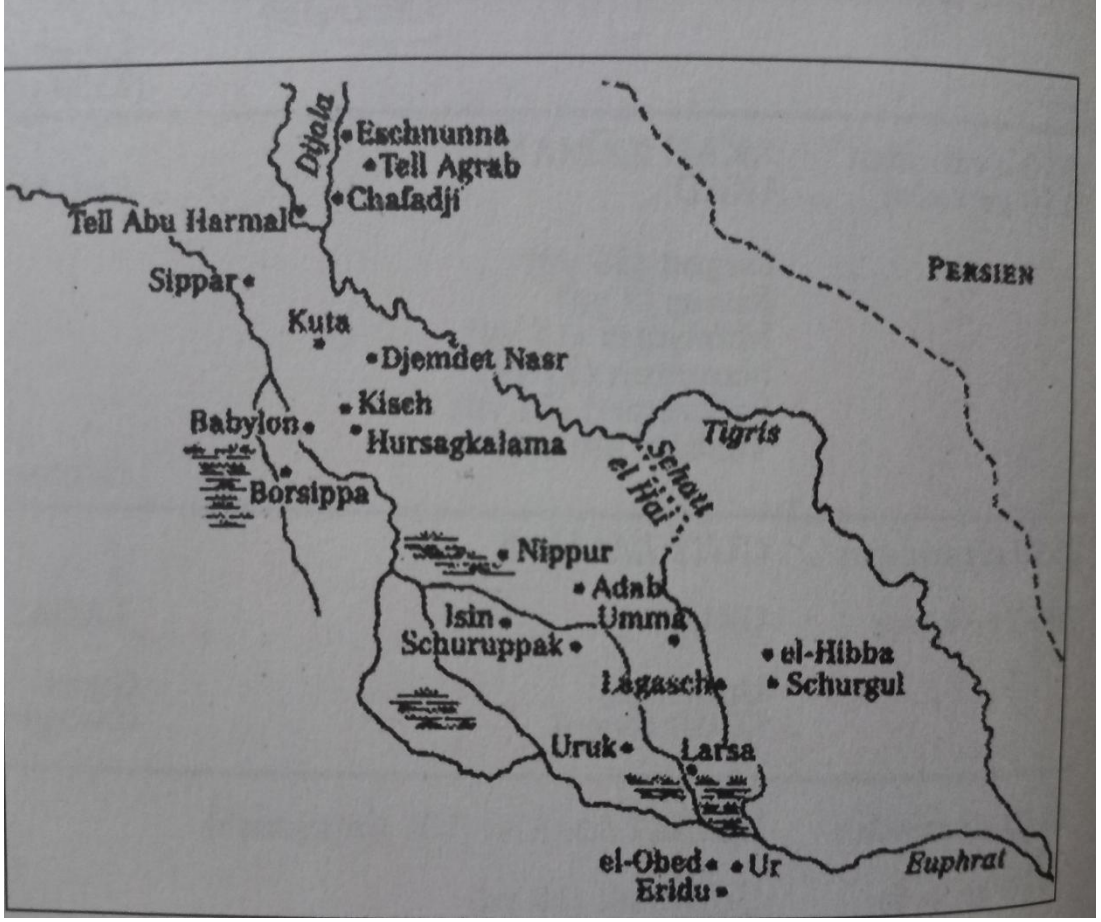 Dijala
Eschnunna
Tell Agrab
Chafadji
Tell Abu Harmal
Sippar
PERSIEN
Kuta
Djemdet Nasr
Kisch
Babylon
Hursagkalama
Tigris
Schatt
el Hai
Borsippa
Nippur
Adab
Isin
Umma
Schuruppak
el-Hibba
Lagasch
Schurgul
Uruk
Larsa
el-Obed
Ur
Euphrat
Eridu